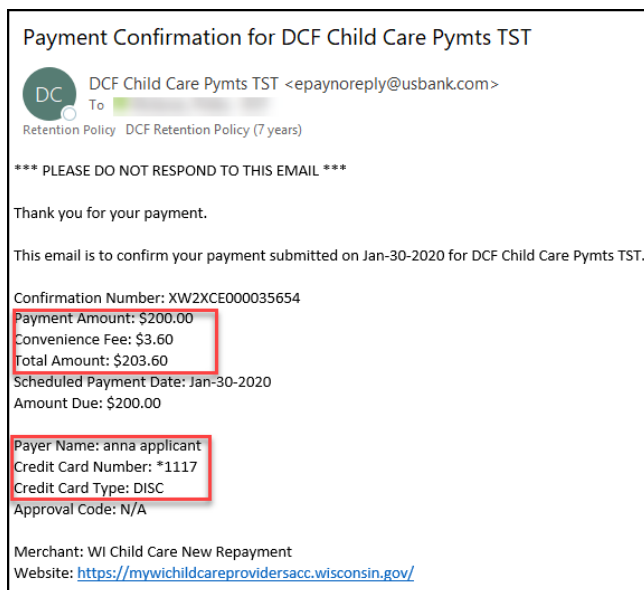 Payment Confirmation for DCF Child Care Pymts TST
DC
DCF Child Care Pymts TST <epaynoreply@usbank.com>
To
Retention Policy DCF Retention Policy (7 years)
*** PLEASE DO NOT RESPOND TO THIS EMAIL ***
Thank you for your payment.
This email is to confirm your payment submitted on Jan-30-2020 for DCF Child Care Pymts TST.
Confirmation Number: XW2XCE000035654
Payment Amount: $200.00
Convenience Fee: $3.60
Total Amount: $203.60
Scheduled Payment Date: Jan-30-2020
Amount Due: $200.00
Payer Name: anna applicant
Credit Card Number: *1117
Credit Card Type: DISC
Approval Code: N/A
Merchant: WI Child Care New Repayment
Website: https://mywichildcareprovidersacc.wisconsin.gov/